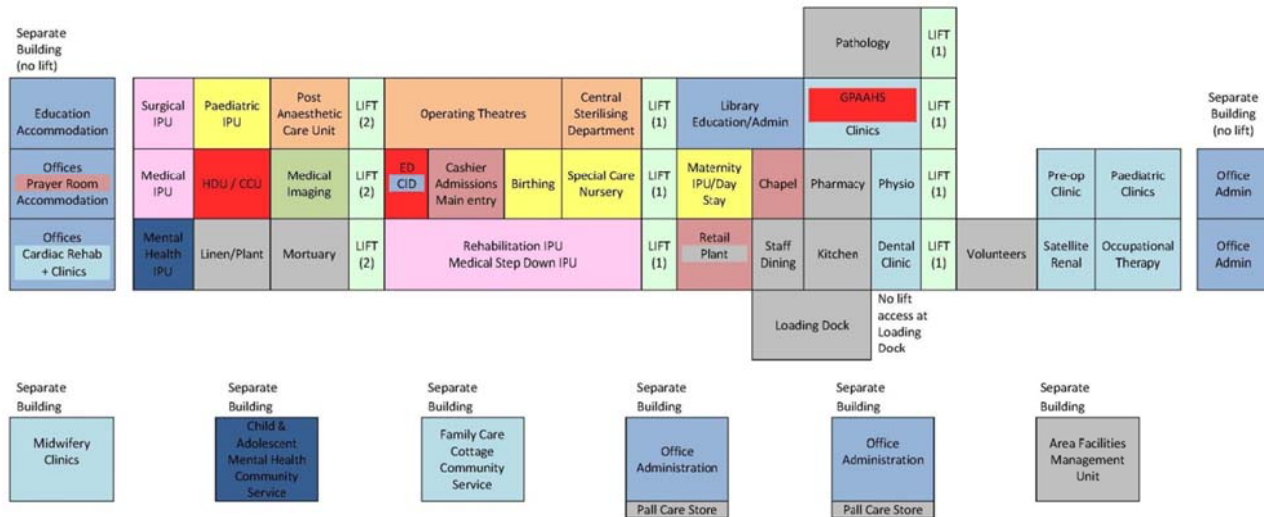 Separate
Building
(no lift)
Pathology
LIFT
(1)
Education
Accommodation
Surgical
IPU
Paediatric
IPU
Post
Anaesthetic
Care Unit
LIFT
(2)
Operating Theatres
Central
Sterilising
Department
LIFT
(1)
Library
Education/Admin
GPAAHS
Clinics
LIFT
(1)
Separate
Building
(no lift)
Offices
Prayer Room
Accommodation
Medical
IPU
HDU / CCU
Medical
Imaging
LIFT
(2)
ED
CID
Cashier
Admissions
Main entry
Birthing
Special Care
Nursery
LIFT
(1)
Maternity
IPU/Day
Stay
Chapel
Pharmacy
Physio
LIFT
(1)
Pre-op
Clinic
Paediatric
Clinics
Office
Admin
Offices
Cardiac Rehab
+ Clinics
Mental
Health
IPU
Linen/Plant
Mortuary
LIFT
(2)
Rehabilitation IPU
Medical Step Down IPU
LIFT
(1)
Retail
Plant
Staff
Dining
Kitchen
Dental
Clinic
LIFT
(1)
Volunteers
Satellite
Renal
Occupational
Therapy
Office
Admin
Loading Dock
No lift
access at
Loading
Dock
Separate
Building
Midwifery
Clinics
Separate
Building
Child &
Adolescent
Mental Health
Community
Service
Separate
Building
Family Care
Cottage
Community
Service
Separate
Building
Office
Administration
Pall Care Store
Separate
Building
Office
Administration
Pall Care Store
Separate
Building
Area Facilities
Management
Unit